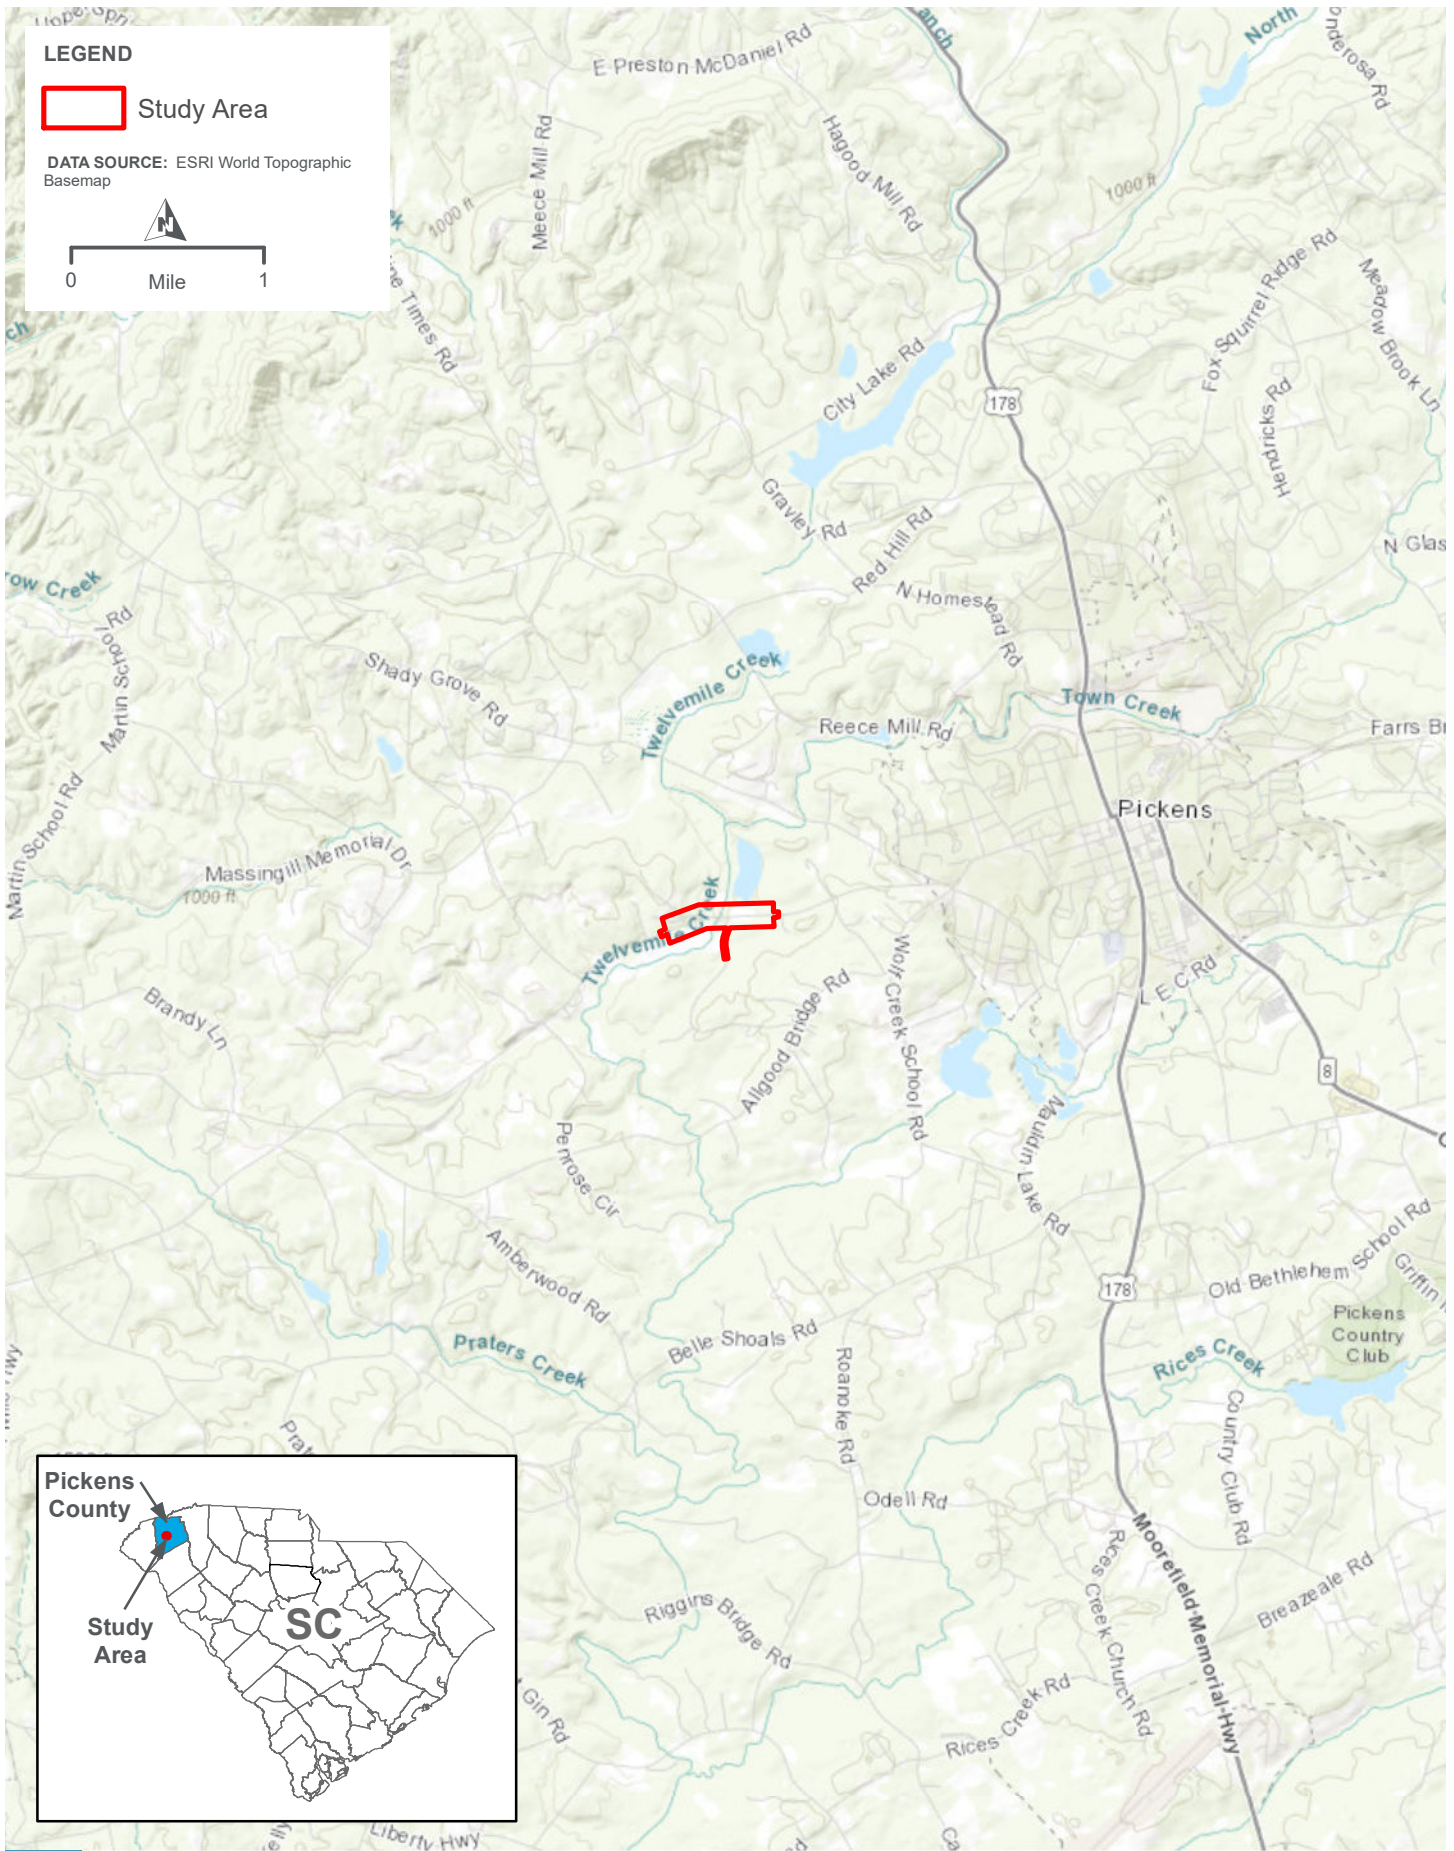 LEGEND
Study Area
DATA SOURCE: ESRI World Topographic
Basemap
N
0 Mile 1
E Preston McDaniel Rd
North
Meece Mill Rd
Hagood Mill Rd
1000 ft
1000 ft
Fox Squirrel Ridge Rd
Meadow Brook Ln
Times Rd
City Lake Rd
178
Hendricks Rd
Gravley Rd
Red Hill Rd
N Glas
row Creek
N Homestead Rd
Martin School Rd
Shady Grove Rd
Twelvemile Creek
Town Creek
Reece Mill Rd
Farrs Br
Pickens
Martin School Rd
Massingill Memorial Dr
1000 ft
Twelvemile Creek
Wolf Creek School Rd
L E C Rd
Brandy Ln
Allgood Bridge Rd
8
Mauldin Lake Rd
Penrose Cir
Amberwood Rd
178
Old Bethlehem School Rd
Griffin
Pickens
Country
Club
Belle Shoals Rd
Praters Creek
Rices Creek
Roanoke Rd
Country Club Rd
Odell Rd
Moorefield Memorial Hwy
Rices Creek Church Rd
Breazeale Rd
Riggins Bridge Rd
Rices Creek Rd
Gin Rd
Liberty Hwy
Pickens
County
Study
Area
SC